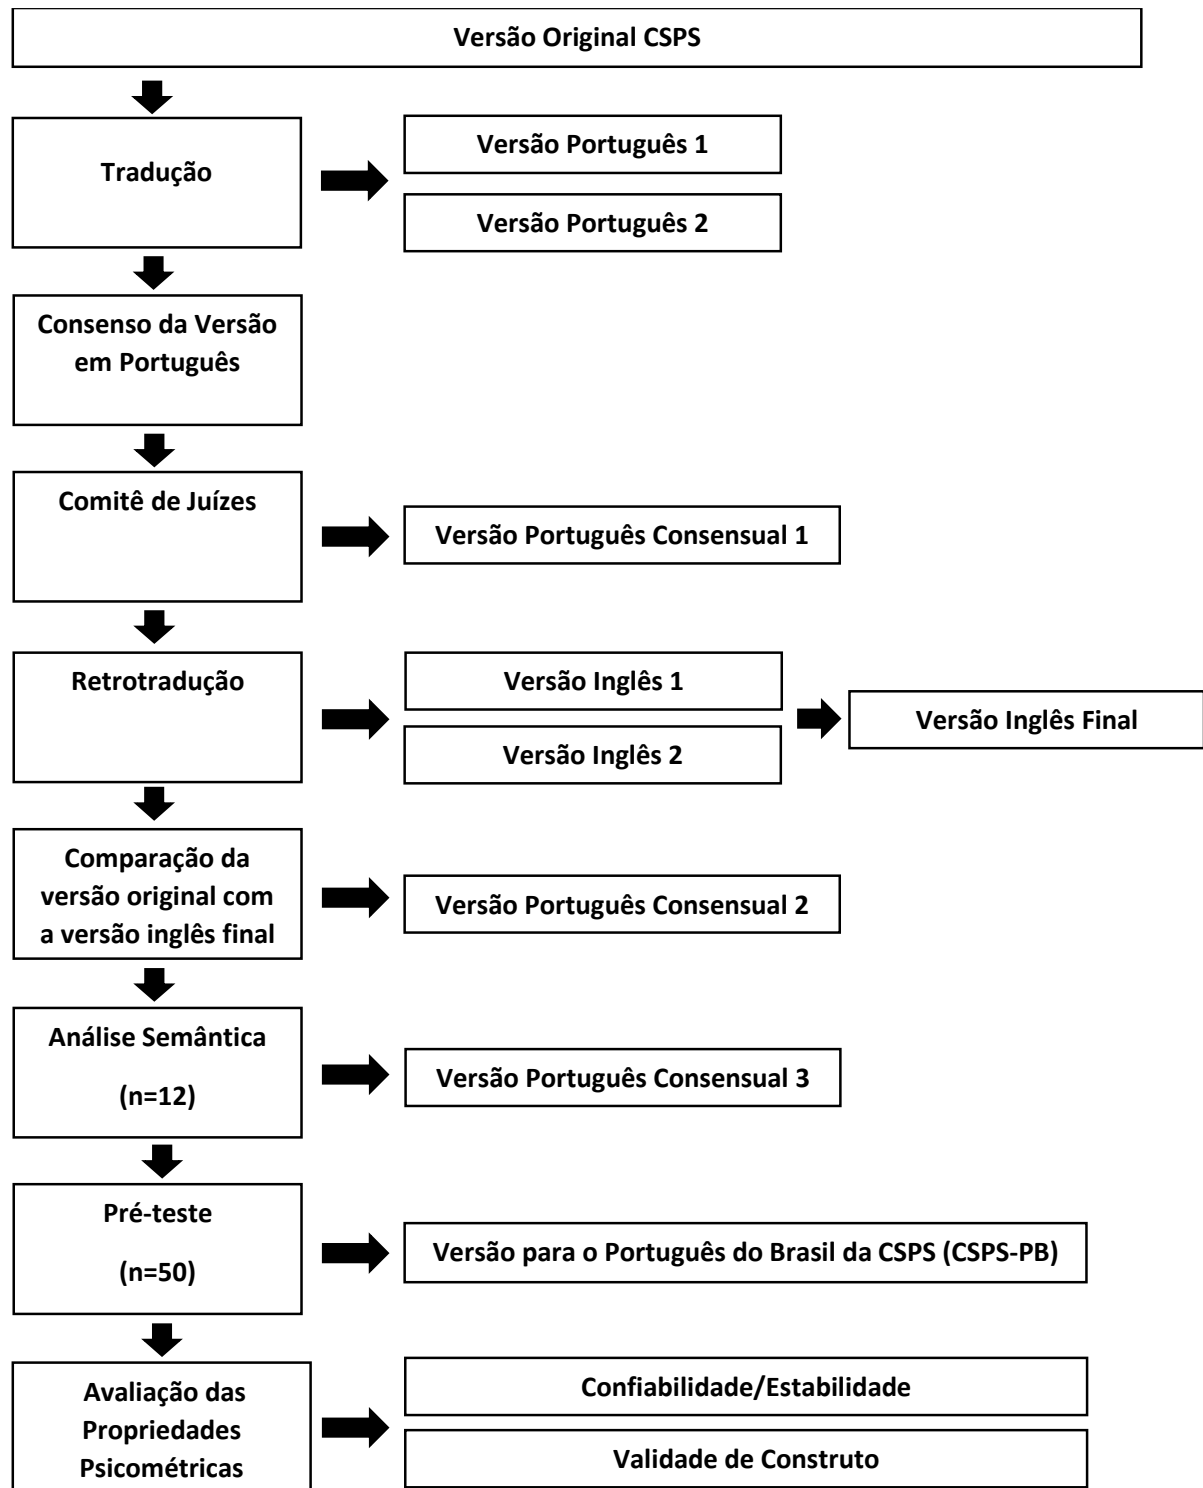 Versão Original CSPS
Tradução
Versão Português 1
Versão Português 2
Consenso da Versão
em Português
Comitê de Juízes
Versão Português Consensual 1
Retrotradução
Versão Inglês 1
Versão Inglês 2
Versão Inglês Final
Comparação da
versão original com
a versão inglês final
Versão Português Consensual 2
Análise Semântica
(n=12)
Versão Português Consensual 3
Pré-teste
(n=50)
Versão para o Português do Brasil da CSPS (CSPS-PB)
Avaliação das
Propriedades
Psicométricas
Confiabilidade/Estabilidade
Validade de Construto